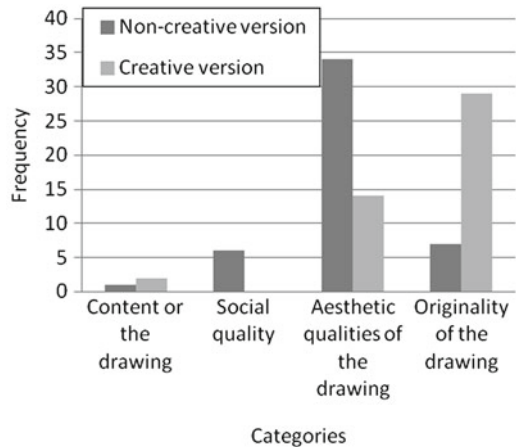 40
35
30
25
20
15
10
5
0
Frequency
Non-creative version
Creative version
Content or
the
drawing
Social
quality
Aesthetic
qualities of
the
drawing
Originality
of the
drawing
Categories